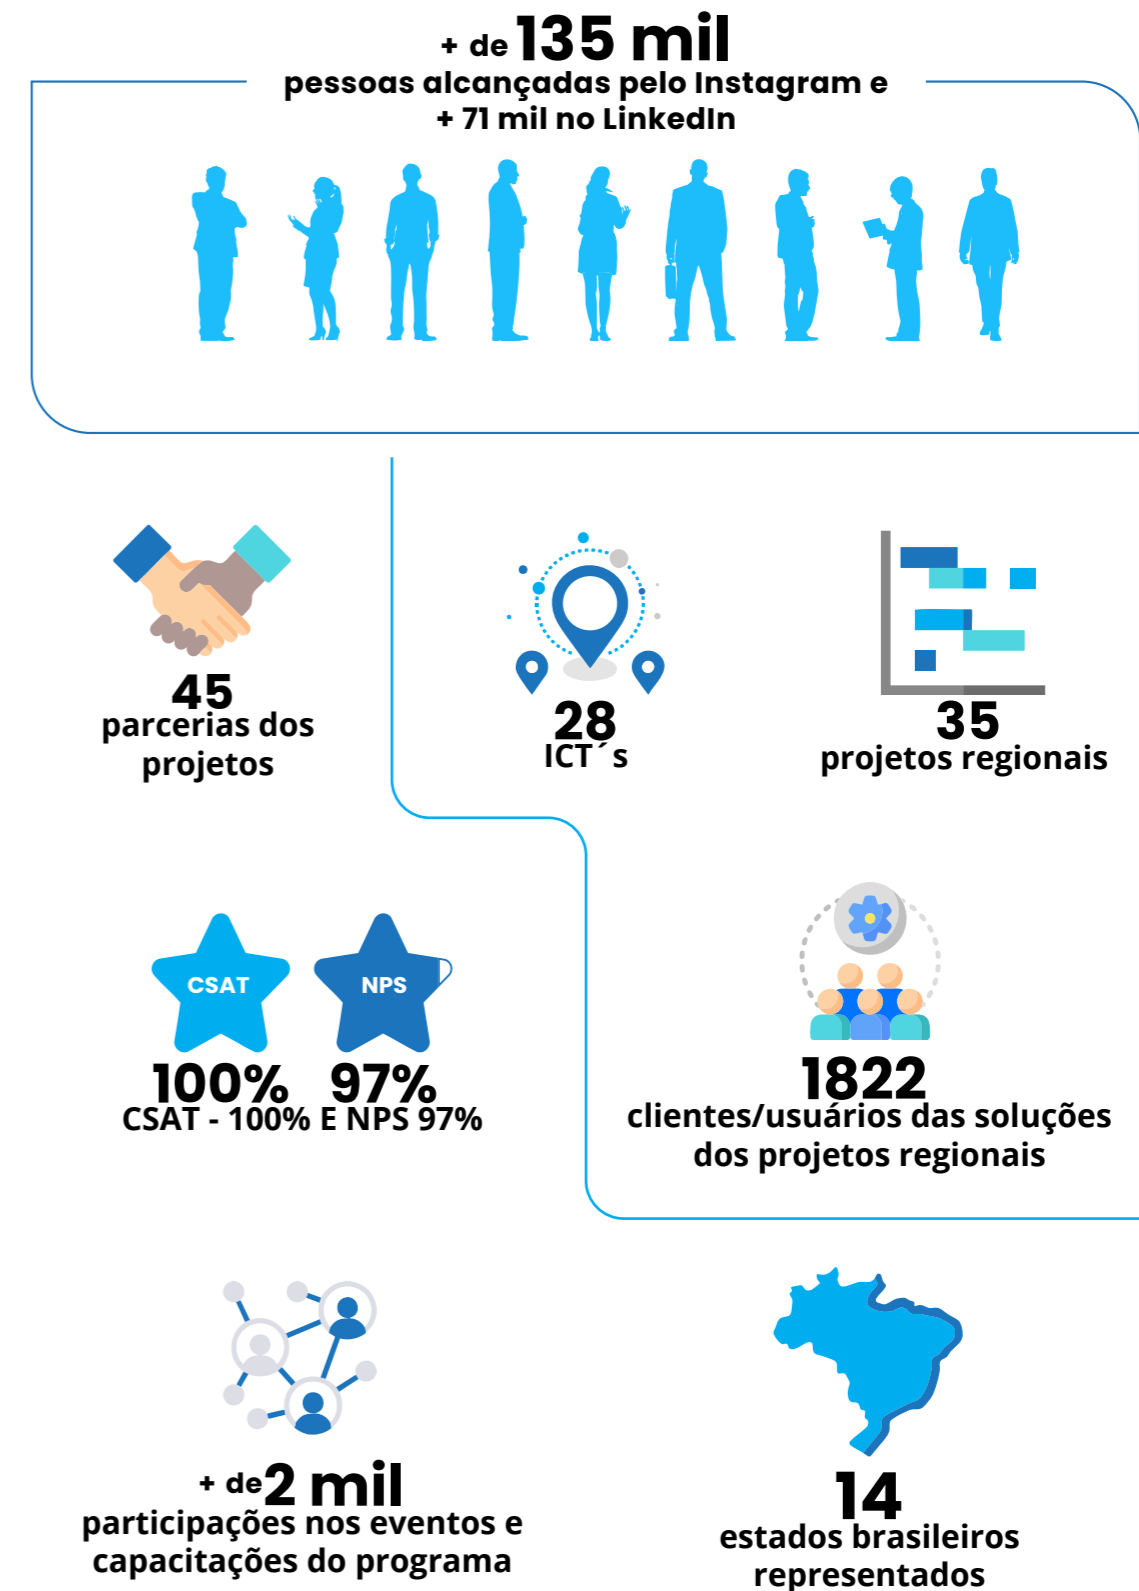 + de 135 mil
pessoas alcançadas pelo Instagram e
+ 71 mil no LinkedIn
45
parcerias dos
projetos
28
ICT´s
35
projetos regionais
CSAT
NPS
100%
97%
CSAT - 100% E NPS 97%
1822
clientes/usuários das soluções
dos projetos regionais
+ de 2 mil
participações nos eventos e
capacitações do programa
14
estados brasileiros
representados